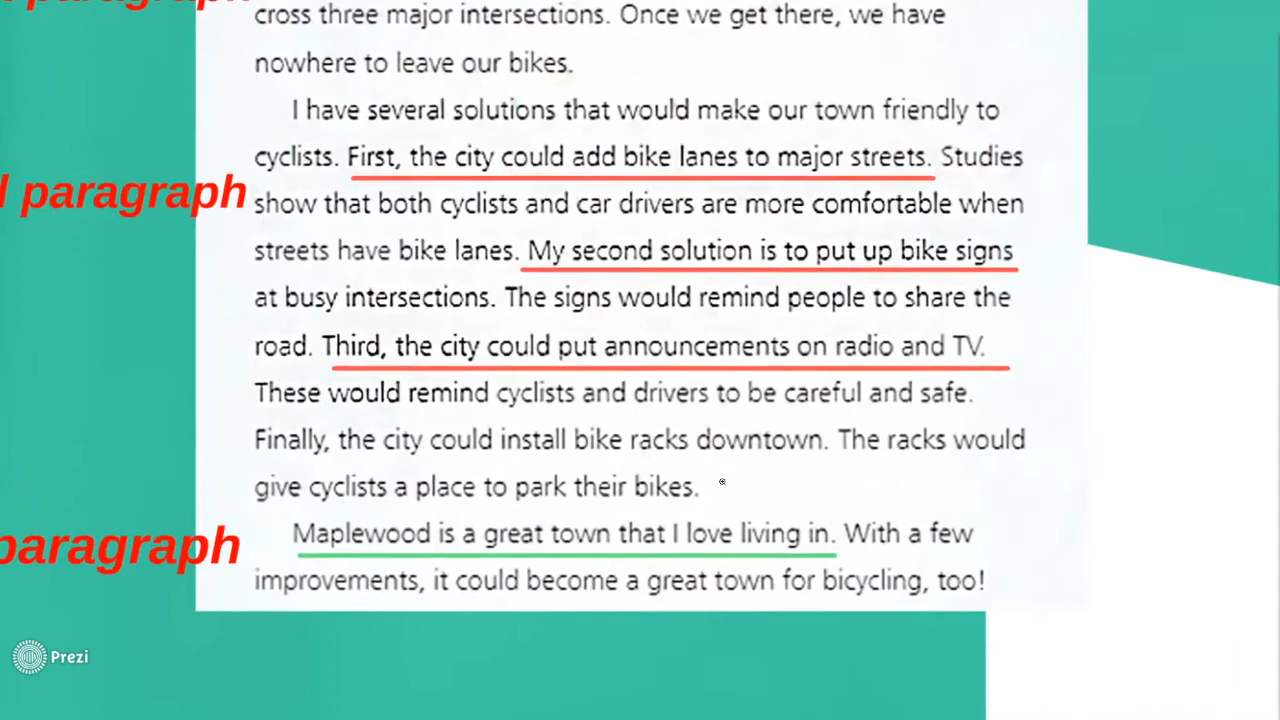 paragraph
cross three major intersections. Once we get there, we have
nowhere to leave our bikes.
I have several solutions that would make our town friendly to
cyclists. First, the city could add bike lanes to major streets. Studies
paragraph
show that both cyclists and car drivers are more comfortable when
streets have bike lanes. My second solution is to put up bike signs
at busy intersections. The signs would remind people to share the
road. Third, the city could put announcements on radio and TV.
These would remind cyclists and drivers to be careful and safe.
Finally, the city could install bike racks downtown. The racks would
give cyclists a place to park their bikes.
Maplewood is a great town that I love living in. With a few
paragraph
improvements, it could become a great town for bicycling, too!
Prezi